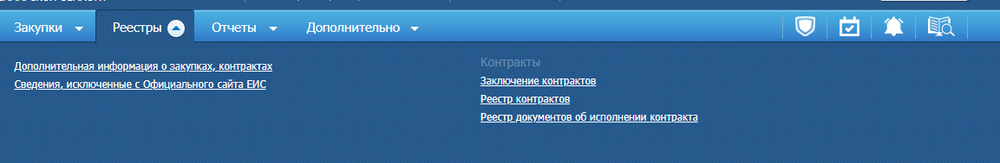 Закупки
Реестры
Отчеты
Дополнительно
Дополнительная информация о закупках, контрактах
Сведения, исключенные с Официального сайта ЕИС
Контракты
Заключение контрактов
Реестр контрактов
Реестр документов об исполнении контракта